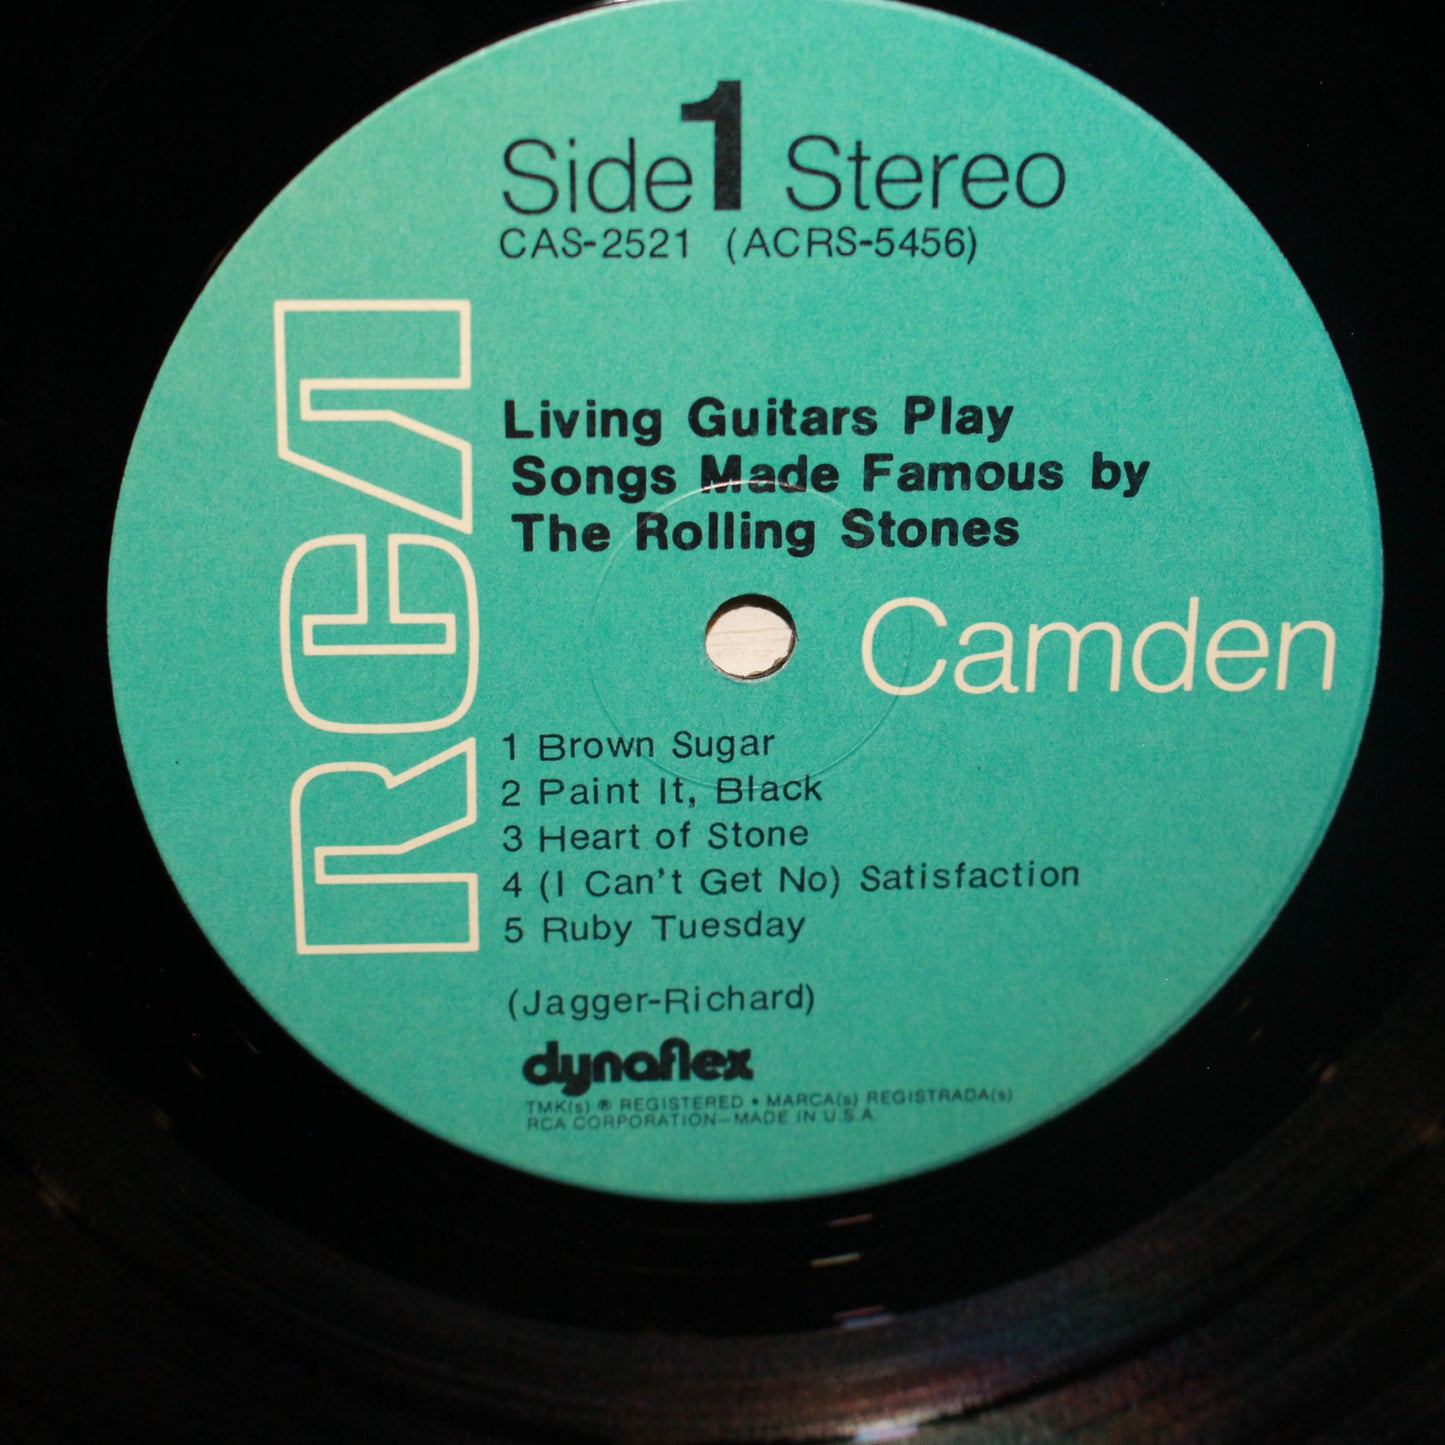 Side 1 Stereo
CAS-2521 (ACRS-5456)
RCA
Living Guitars Play
Songs Made Famous by
The Rolling Stones
Camden
1 Brown Sugar
2 Paint It, Black
3 Heart of Stone
4 (I Can't Get No) Satisfaction
5 Ruby Tuesday
(Jagger-Richard)
dynaflex
TMK(s) ® REGISTERED • MARCA(s) REGISTRADA(s)
RCA CORPORATION—MADE IN U.S.A.